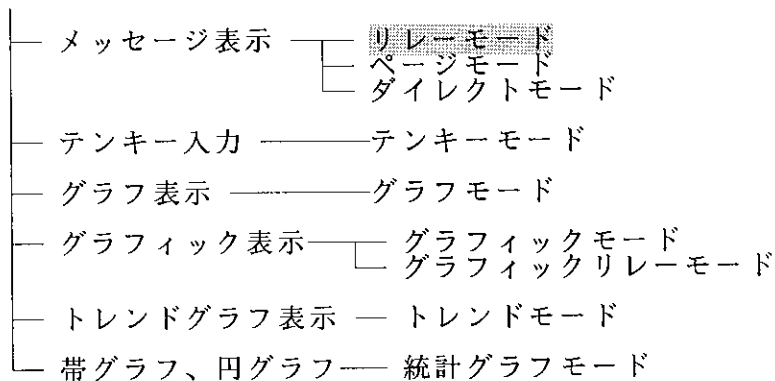 メッセージ表示 リレーモード
ページモード
ダイレクトモード
テンキー入力 テンキーモード
グラフ表示 グラフモード
グラフィック表示 グラフィックモード
グラフィックリレーモード
トレンドグラフ表示 トレンドモード
帯グラフ、円グラフ 統計グラフモード